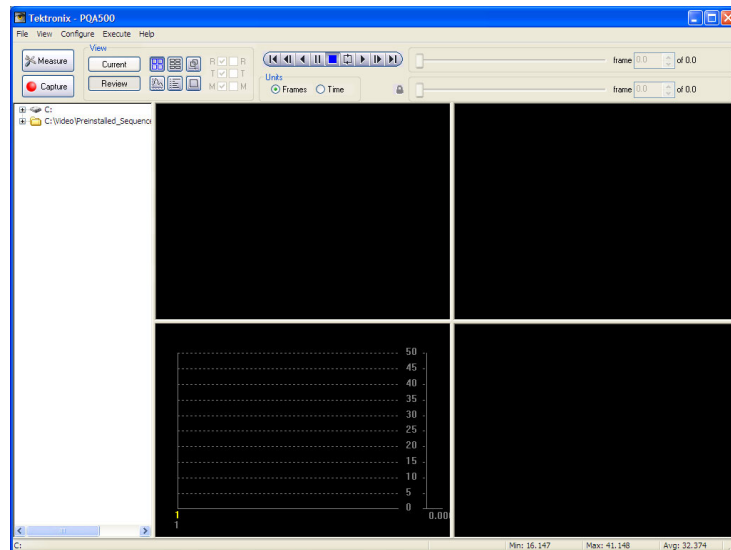 Tektronix - PQA500
File View Configure Execute Help
Measure
Capture
View
Current
Review
R R
T T
M M
Units
Frames Time
frame 0.0 of 0.0
frame 0.0 of 0.0
C:
C:\Video\Preinstalled_Sequence
50
45
40
35
30
25
20
15
10
5
0
1
1
0.00
C:
Min: 16.147 Max: 41.148 Avg: 32.374